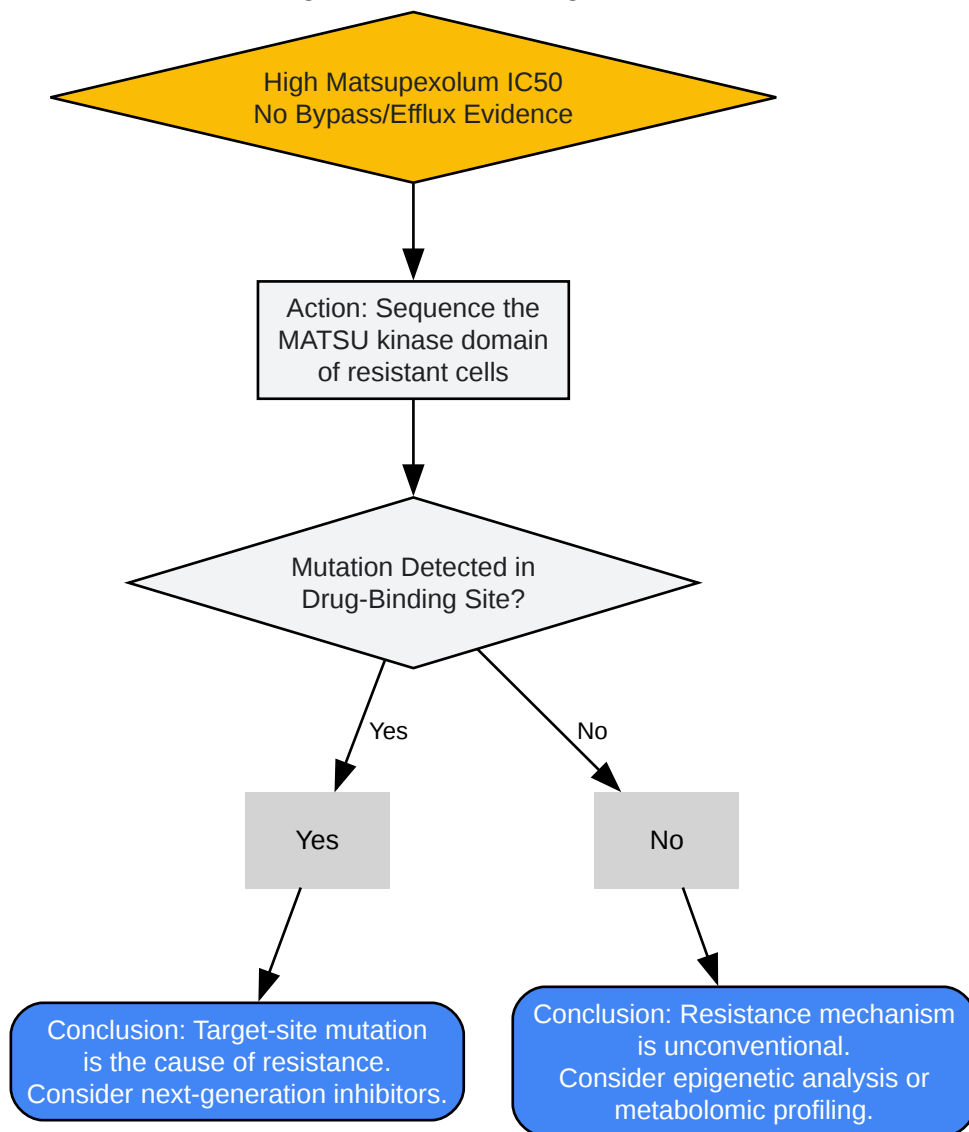 High Matsupexolum IC50
No Bypass/Efflux Evidence
Action: Sequence the
MATSU kinase domain
of resistant cells
Mutation Detected in
Drug-Binding Site?
Yes
No
Yes
No
Conclusion: Target-site mutation
is the cause of resistance.
Consider next-generation inhibitors.
Conclusion: Resistance mechanism
is unconventional.
Consider epigenetic analysis or
metabolomic profiling.